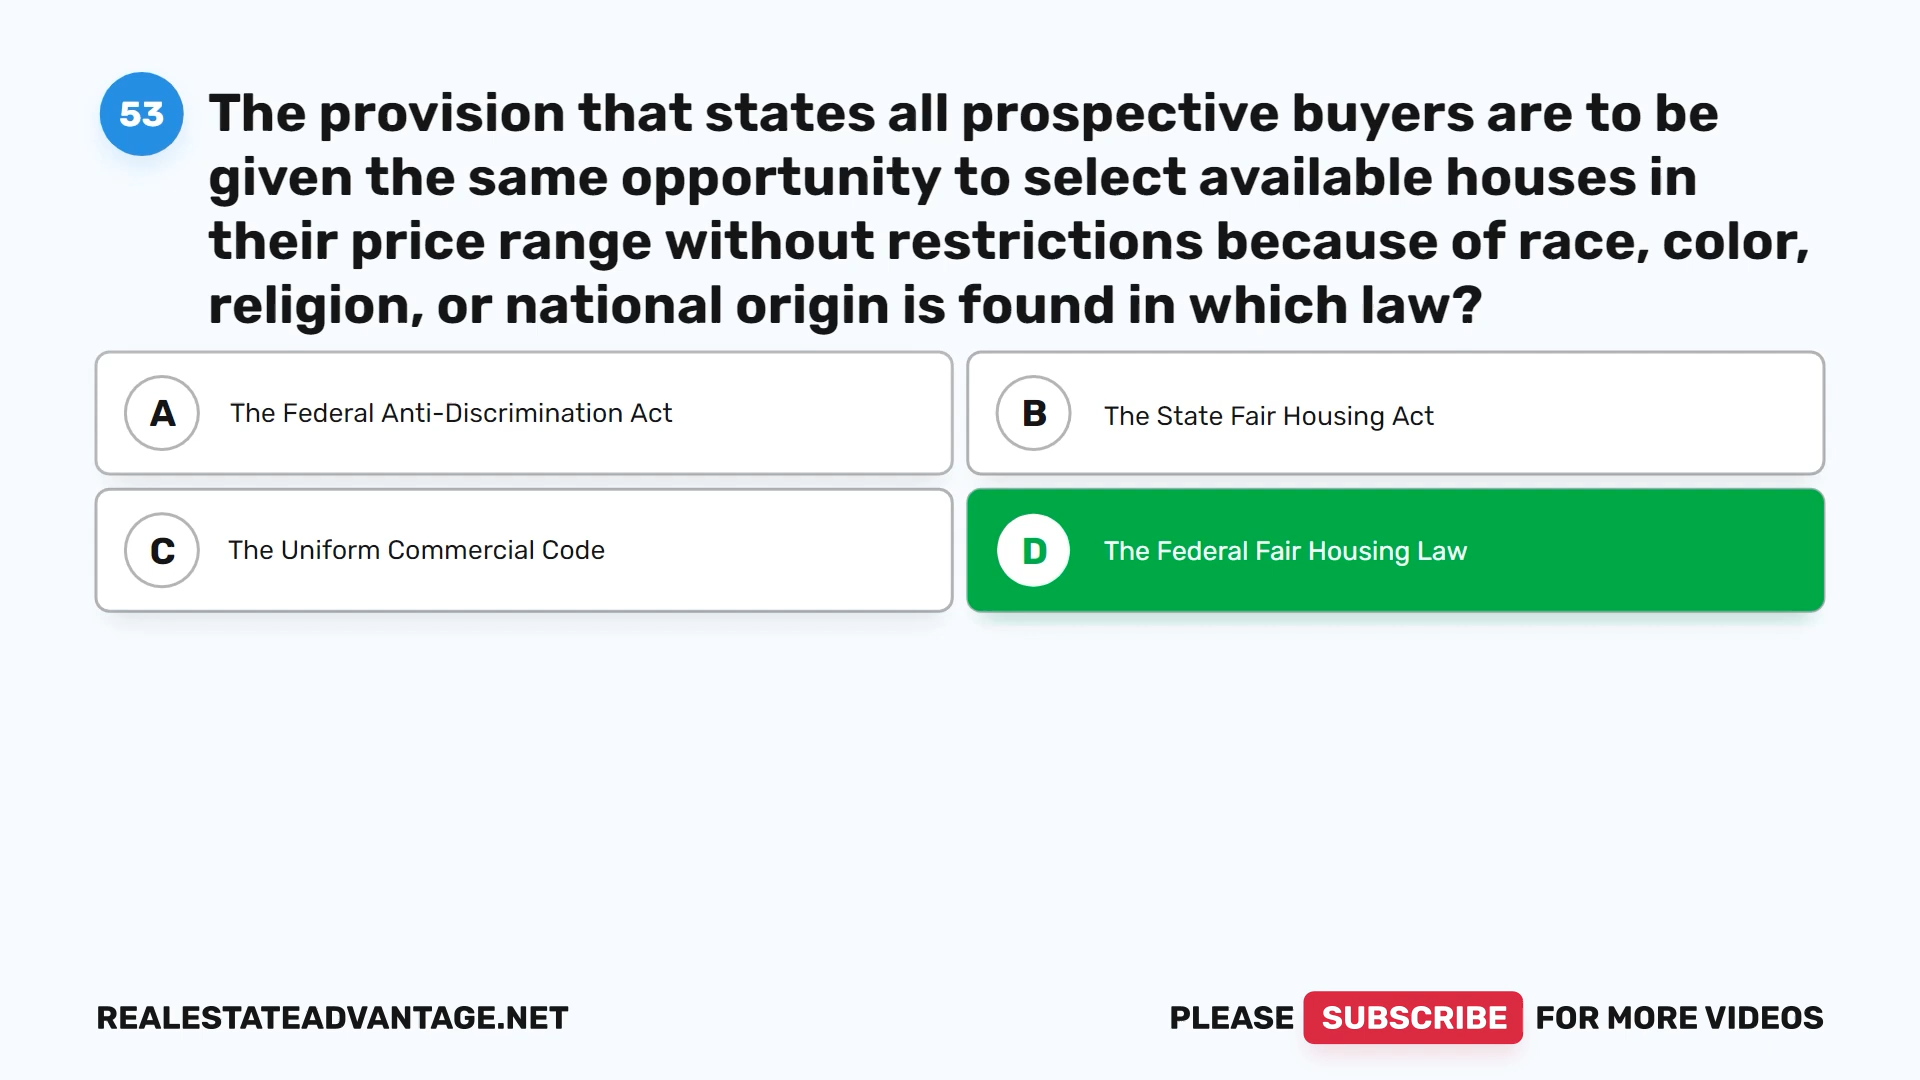 53
The provision that states all prospective buyers are to be
given the same opportunity to select available houses in
their price range without restrictions because of race, color,
religion, or national origin is found in which law?
A The Federal Anti-Discrimination Act
B The State Fair Housing Act
C The Uniform Commercial Code
D The Federal Fair Housing Law
REALESTATEADVANTAGE.NET
PLEASE SUBSCRIBE FOR MORE VIDEOS